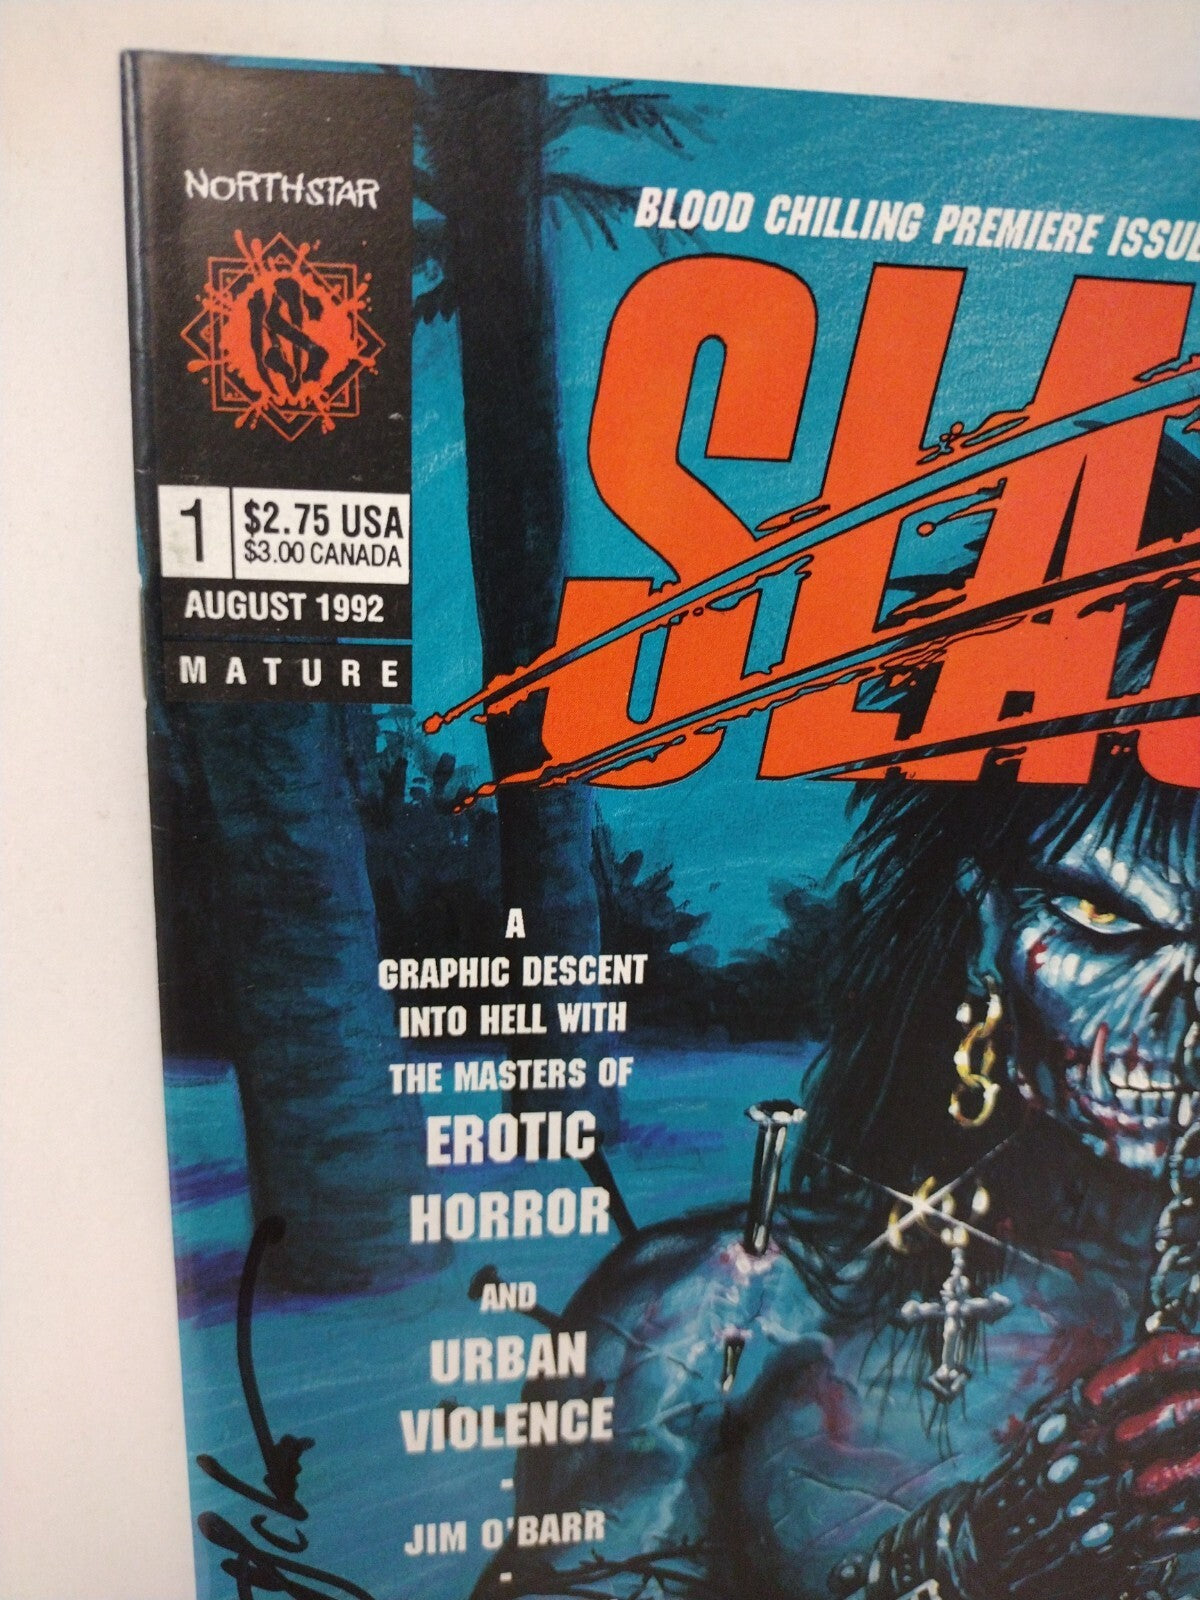 NORTHSTAR
BLOOD CHILLING PREMIERE ISSUE
1
$2.75 USA
$3.00 CANADA
AUGUST 1992
MATURE
A
GRAPHIC DESCENT
INTO HELL WITH
THE MASTERS OF
EROTIC
HORROR
AND
URBAN
VIOLENCE
-
JIM O'BARR
-